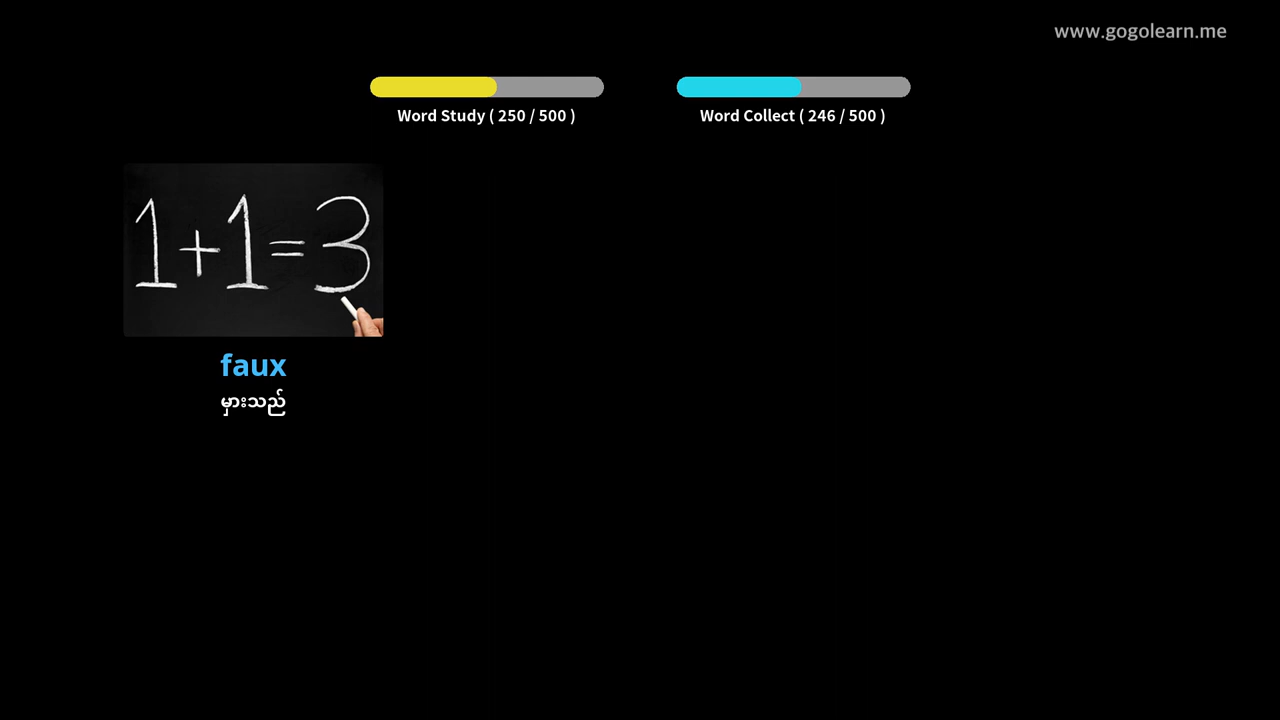 www.gogolearn.me
Word Study ( 250 / 500 )
Word Collect ( 246 / 500 )
1+1=3
faux
မှားသည်